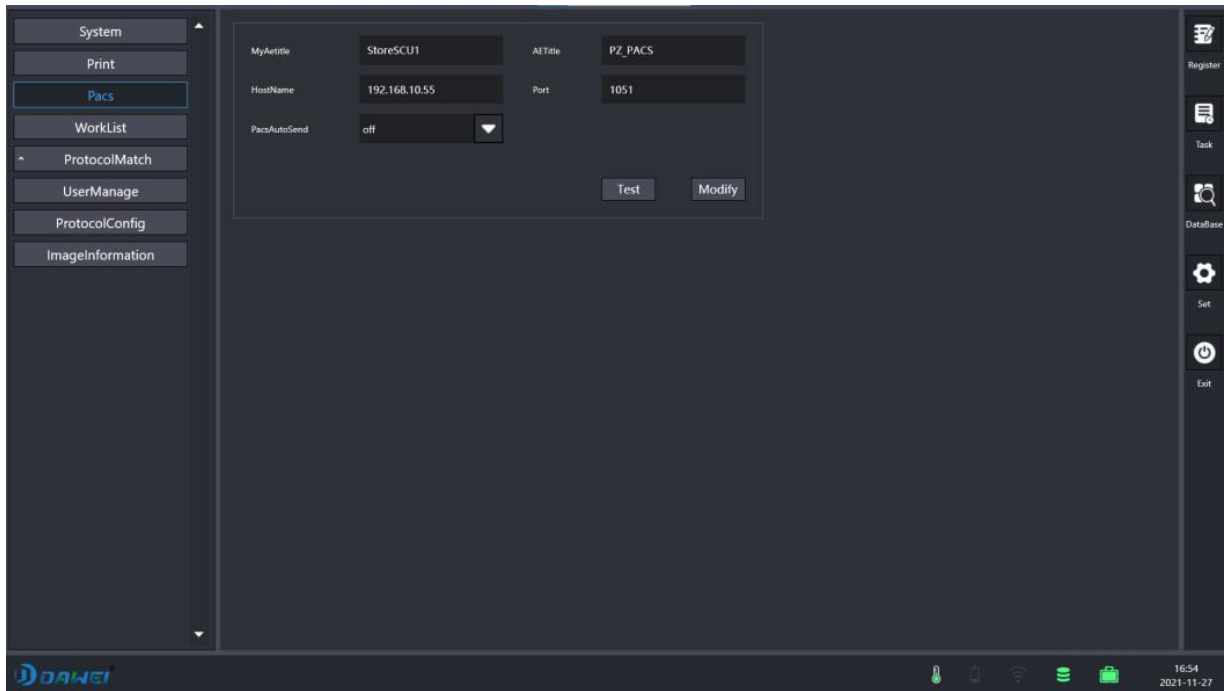 System
Print
Pacs
WorkList
ProtocolMatch
UserManage
ProtocolConfig
ImageInformation
MyAetitle StoreSCU1 AETitle PZ_PACS
HostName 192.168.10.55 Port 1051
PacsAutoSend off
Test Modify
Register
Task
DataBase
Set
Exit
DAWEI
16:54
2021-11-27